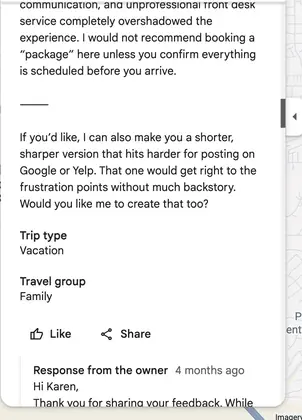 communication, and unprofessional front desk
service completely overshadowed the
experience. I would not recommend booking a
“package” here unless you confirm everything
is scheduled before you arrive.
If you’d like, I can also make you a shorter,
sharper version that hits harder for posting on
Google or Yelp. That one would get right to the
frustration points without much backstory.
Would you like me to create that too?
Trip type
Vacation
Travel group
Family
Like Share
Response from the owner 4 months ago
Hi Karen,
Thank you for sharing your feedback. While